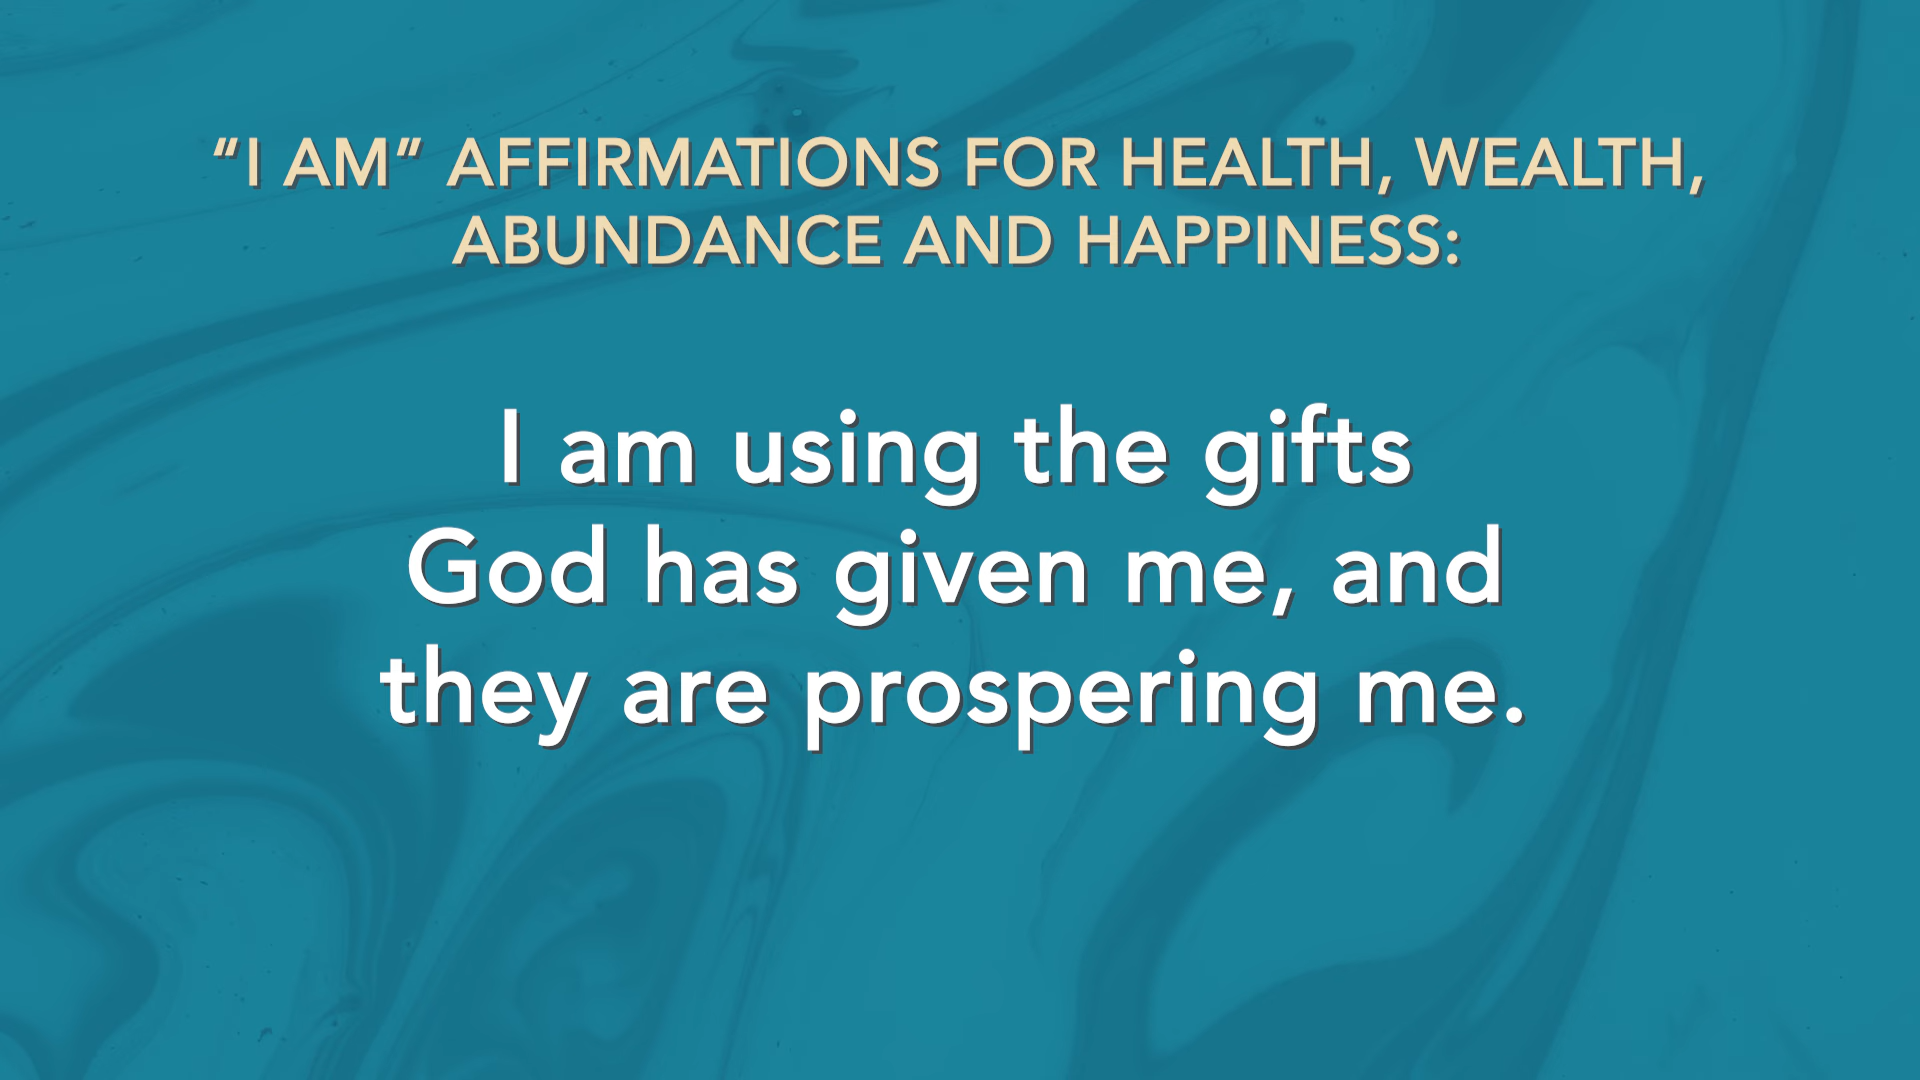 “I AM” AFFIRMATIONS FOR HEALTH, WEALTH,
ABUNDANCE AND HAPPINESS:
I am using the gifts
God has given me, and
they are prospering me.